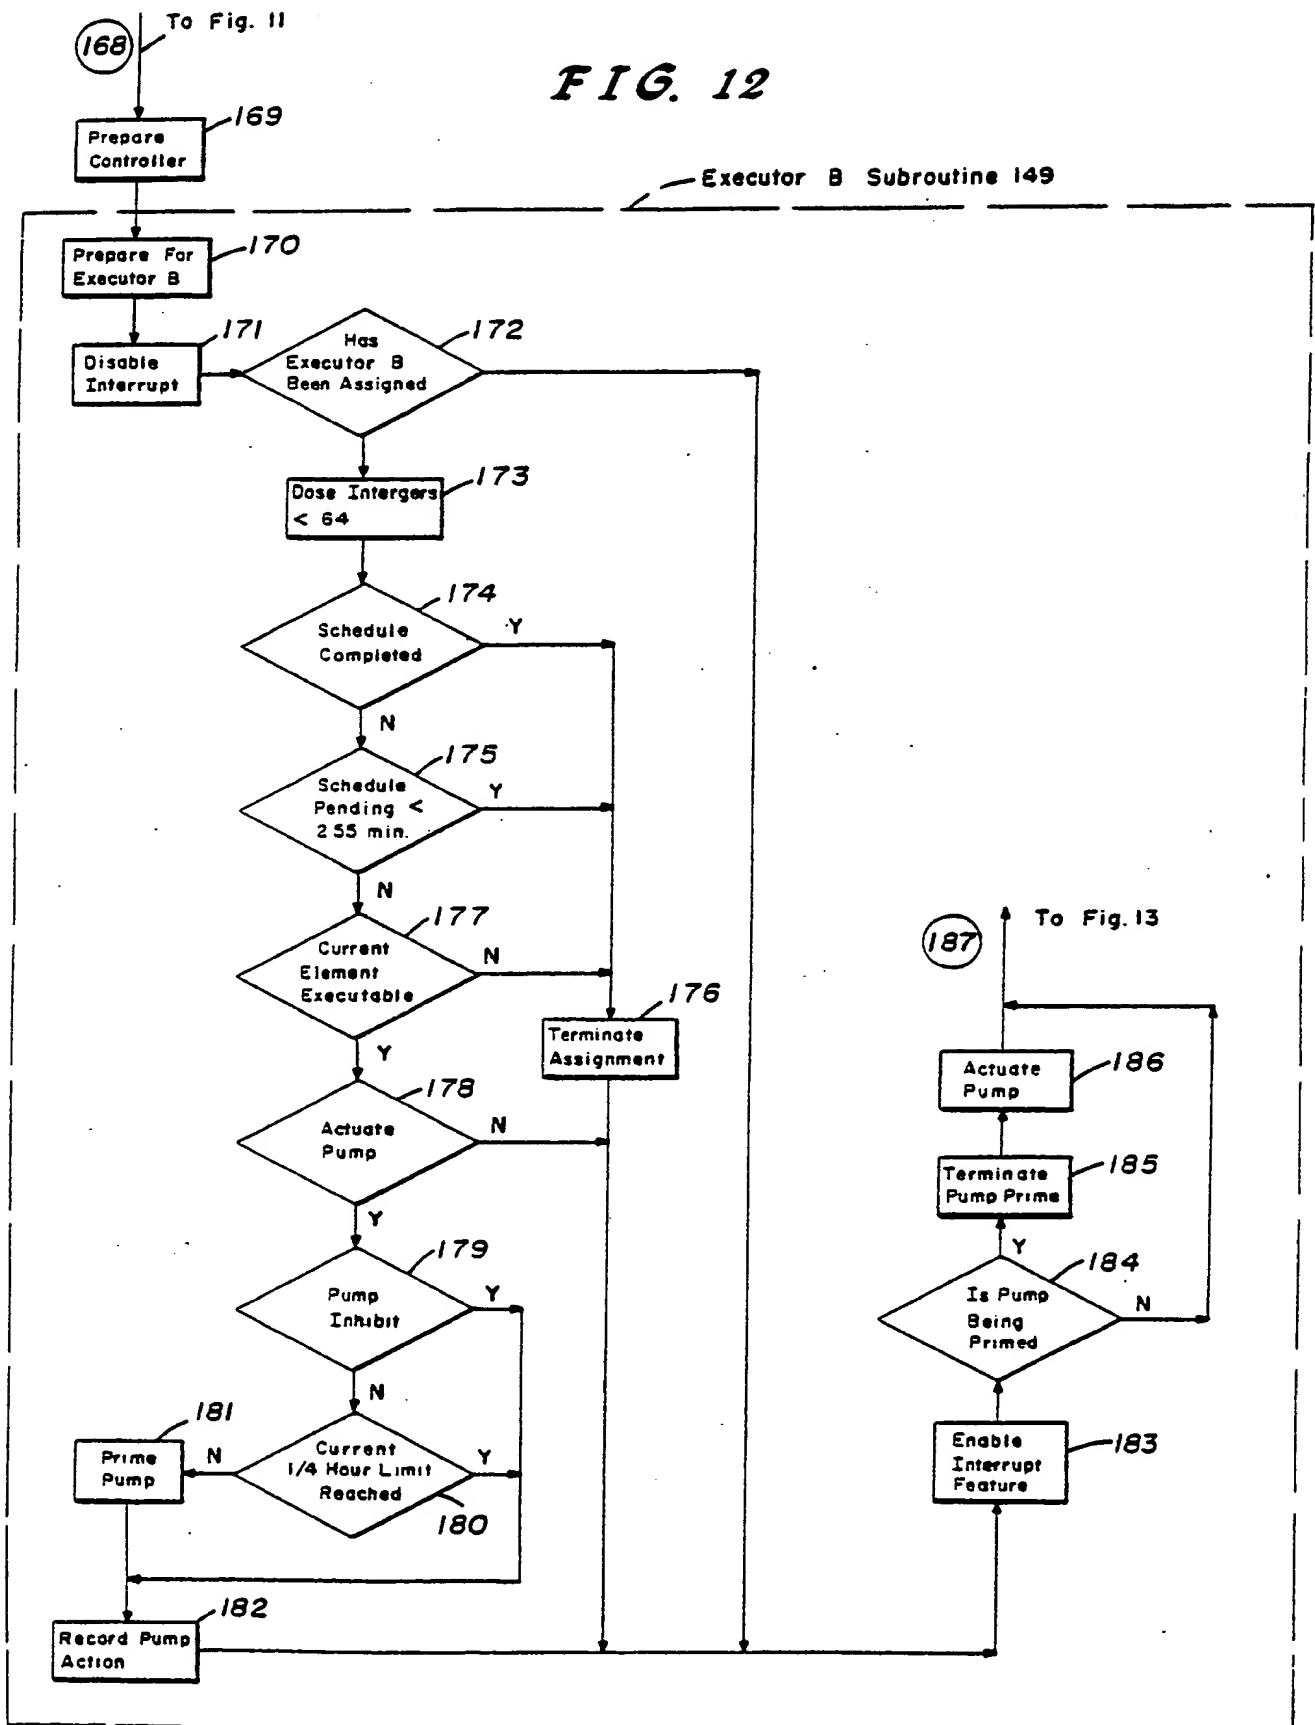 168
To Fig. 11
FIG. 12
Prepare
Controller
169
Executor B Subroutine 149
Prepare For
Executor B
170
Disable
Interrupt
171
Has
Executor B
Been Assigned
172
Dose Intergers
< 64
173
Schedule
Completed
174
Y
N
Schedule
Pending <
255 min.
175
Y
N
Current
Element
Executable
177
N
Y
Terminate
Assignment
176
Actuate
Pump
178
N
Y
Pump
Inhibit
179
Y
N
Current
1/4 Hour Limit
Reached
180
Y
N
Prime
Pump
181
Record Pump
Action
182
187
To Fig. 13
Actuate
Pump
186
Terminate
Pump Prime
185
Y
Is Pump
Being
Primed
184
N
Enable
Interrupt
Feature
183